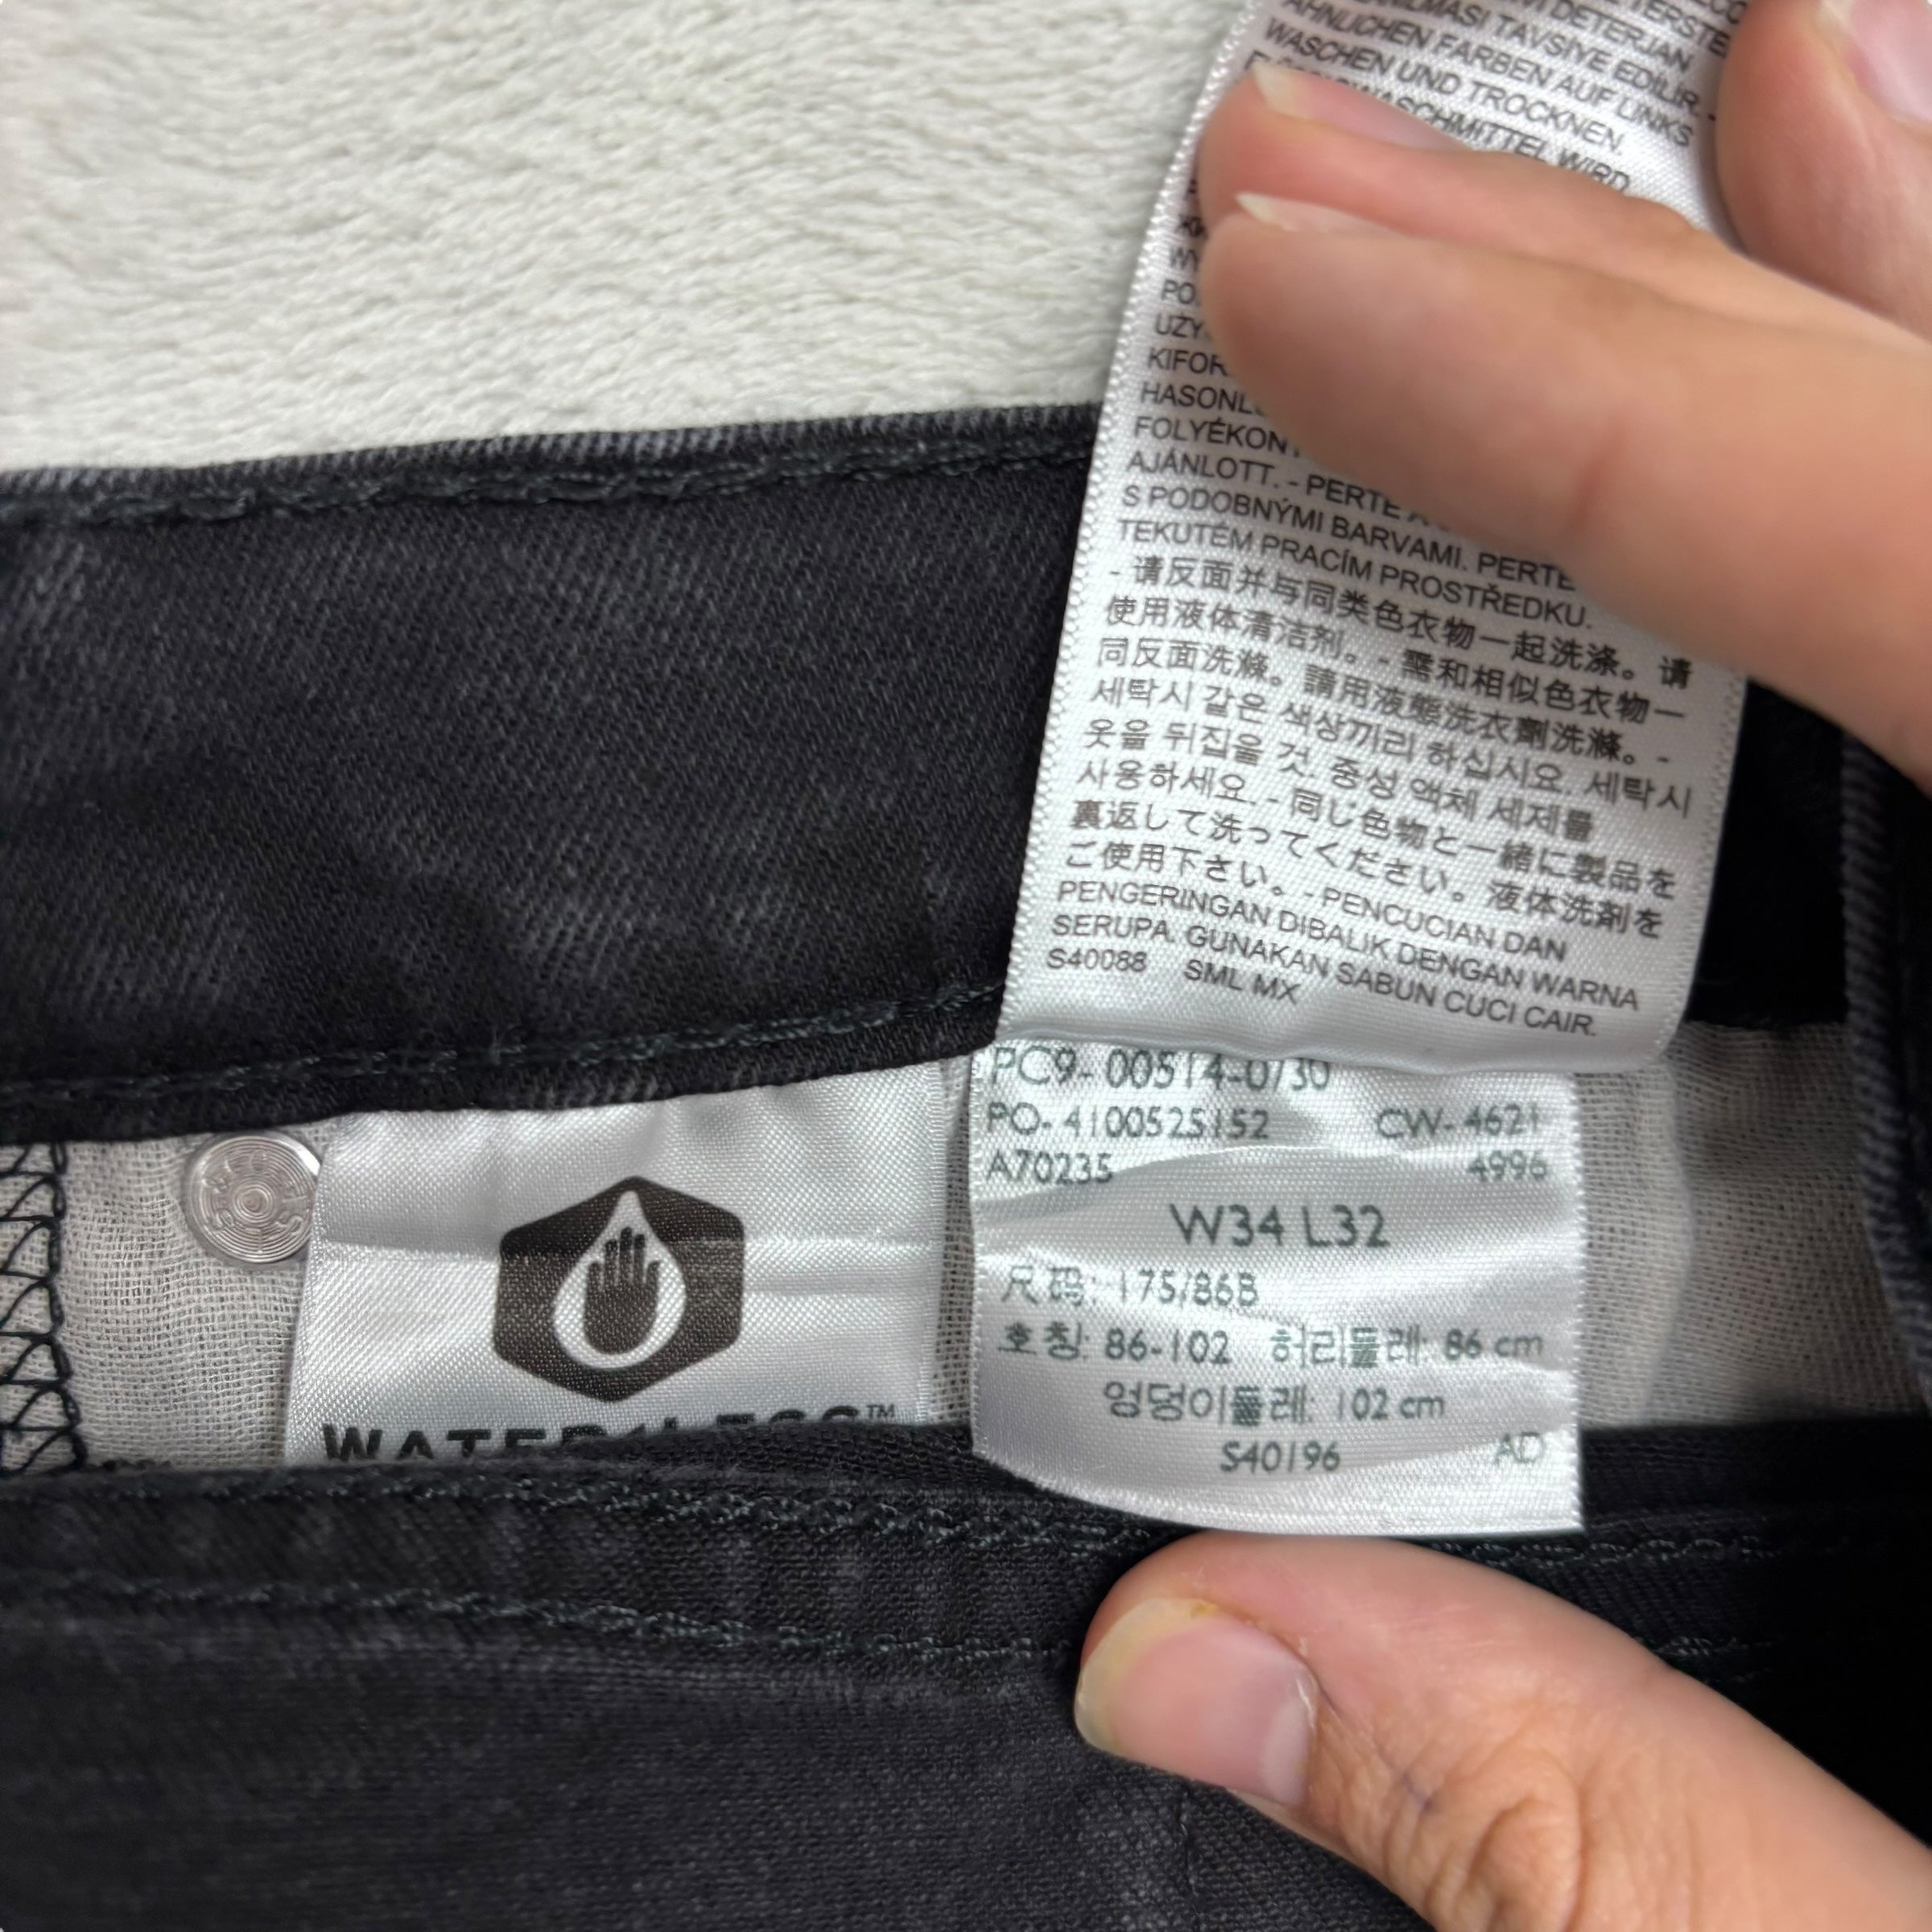 TAVSİYE EDİLİR. -
ÄHNLICHEN FARBEN AUF LINKS
WASCHEN UND TROCKNEN
WIRD
HASONL
FOLYÉKON
AJÁNLOTT. - PERTE
S PODOBNÝMI BARVAMI. PERTE
TEKUTÉM PRACÍM PROSTŘEDKU.
- 请反面并与同类色衣物一起洗涤。请
使用液体清洁剂。- 需和相似色衣物一
同反面洗滌。請用液態洗衣劑洗滌。-
세탁시 같은 색상끼리 하십시요. 세탁시
옷을 뒤집을 것. 중성 액체 세제를
사용하세요. - 同じ色物と一緒に製品を
裏返して洗ってください。液体洗剤を
ご使用下さい。- PENCUCIAN DAN
PENGERINGAN DIBALIK DENGAN WARNA
SERUPA. GUNAKAN SABUN CUCI CAIR.
S40088 SML MX
PC9-00514-0730
PO-4100525152 CW-4621
A70235 4996
W34 L32
尺码: 175/86B
호칭: 86-102 허리둘레: 86 cm
엉덩이둘레: 102 cm
S40196 AD